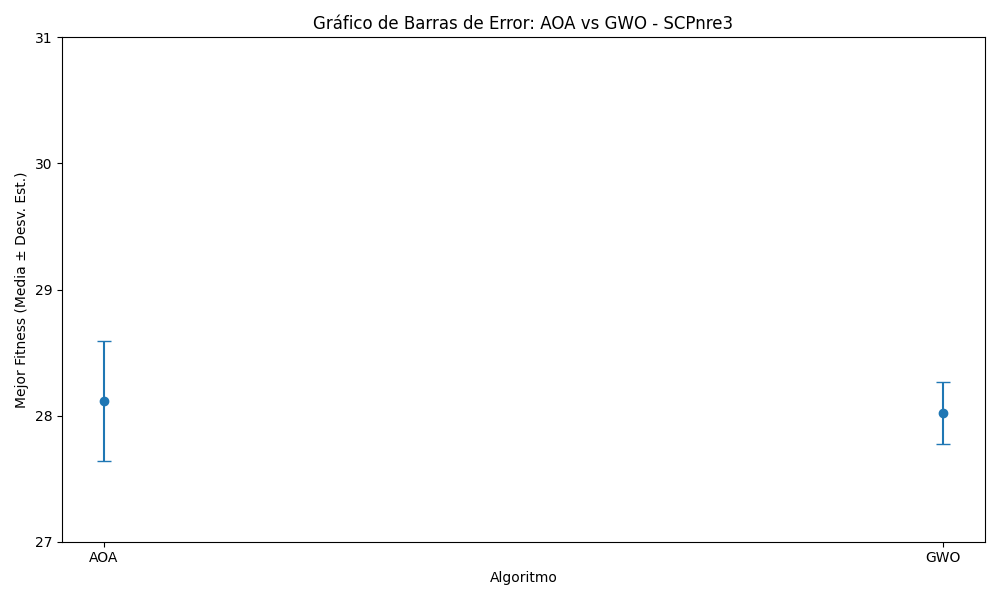 Gráfico de Barras de Error: AOA vs GWO - SCPnre3
Mejor Fitness (Media ± Desv. Est.)
31
30
29
28
27
AOA
GWO
Algoritmo